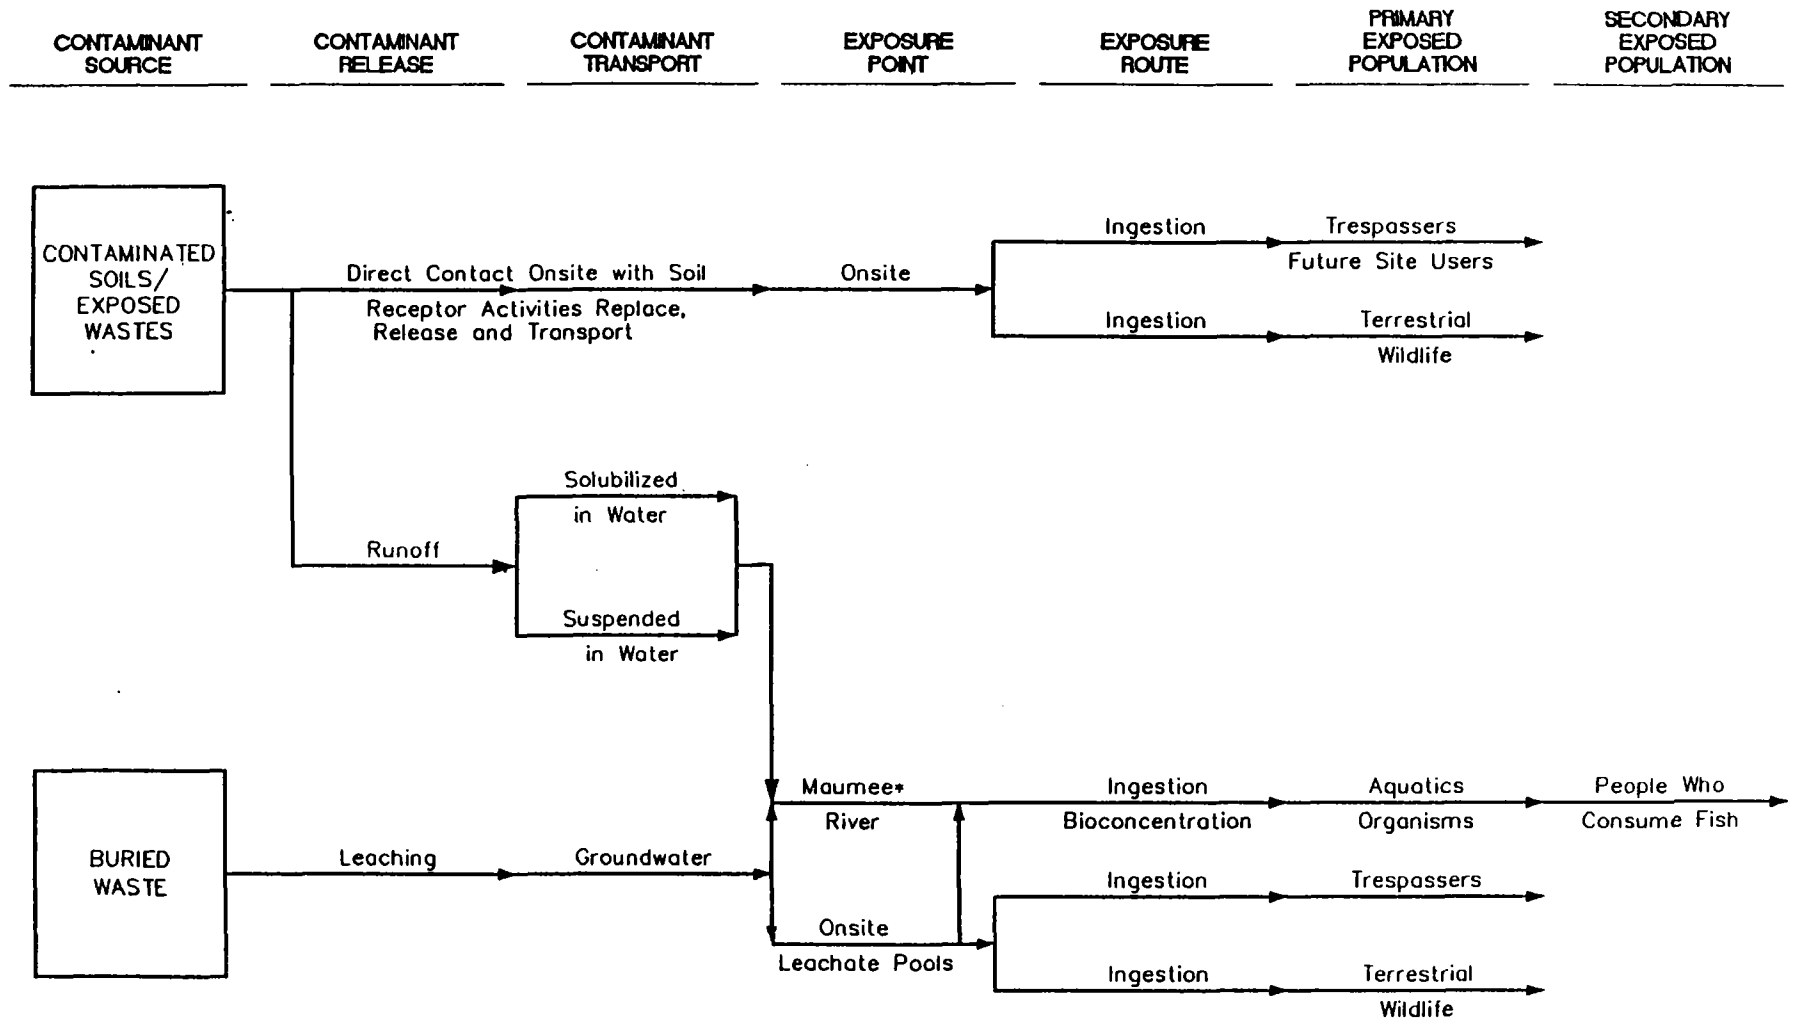 CONTAMINANT
SOURCE
CONTAMINANT
RELEASE
CONTAMINANT
TRANSPORT
EXPOSURE
POINT
EXPOSURE
ROUTE
PRIMARY
EXPOSED
POPULATION
SECONDARY
EXPOSED
POPULATION
CONTAMINATED
SOILS/
EXPOSED
WASTES
Direct Contact Onsite with Soil
Receptor Activities Replace,
Release and Transport
Onsite
Ingestion
Trespassers
Future Site Users
Ingestion
Terrestrial
Wildlife
Runoff
Solubilized
in Water
Suspended
in Water
BURIED
WASTE
Leaching
Groundwater
Maumee*
River
Ingestion
Bioconcentration
Aquatics
Organisms
People Who
Consume Fish
Onsite
Leachate Pools
Ingestion
Trespassers
Ingestion
Terrestrial
Wildlife